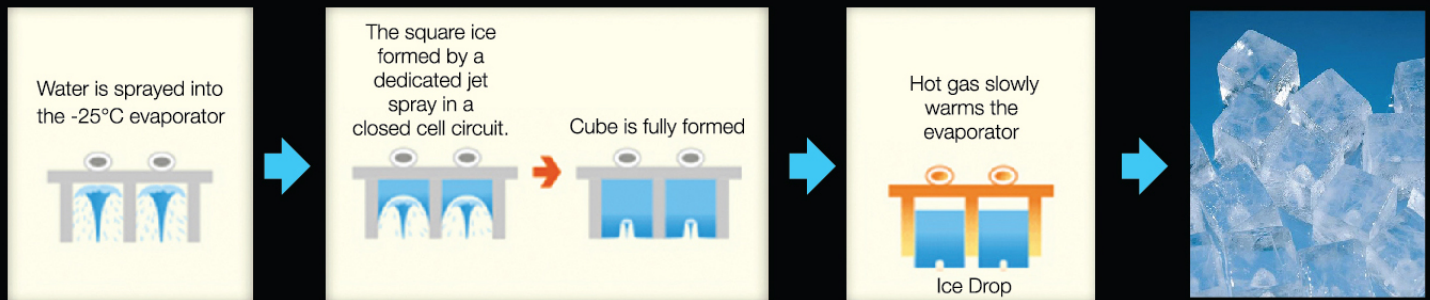 Water is sprayed into
the -25°C evaporator
The square ice
formed by a
dedicated jet
spray in a
closed cell circuit.
Cube is fully formed
Hot gas slowly
warms the
evaporator
Ice Drop